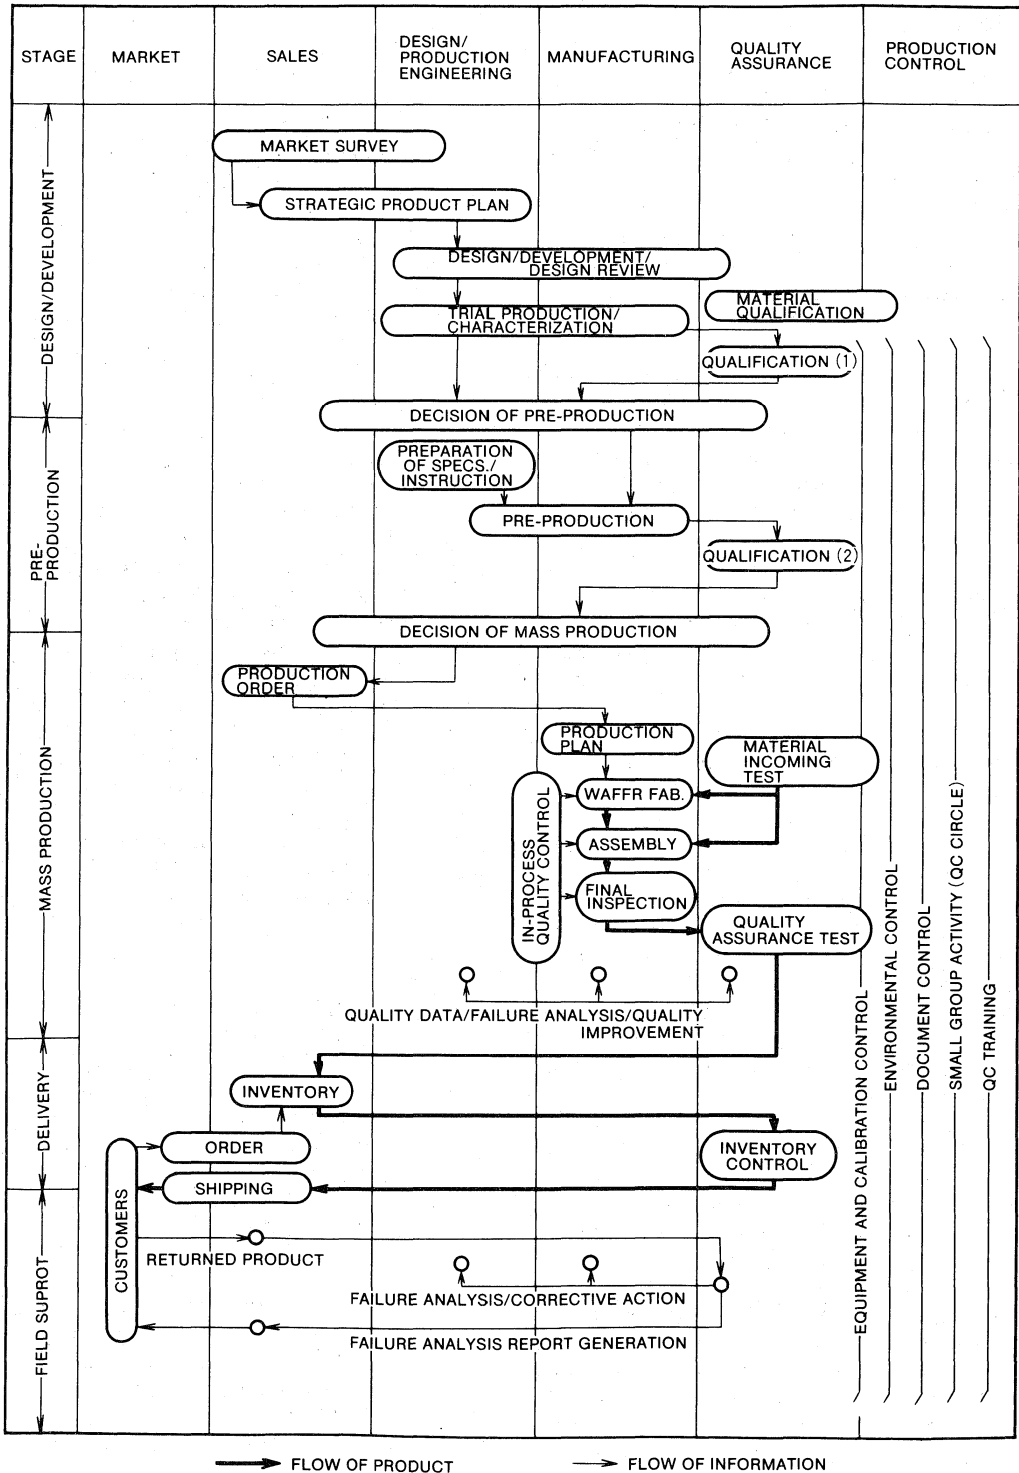 STAGE
MARKET
SALES
DESIGN/
PRODUCTION
ENGINEERING
MANUFACTURING
QUALITY
ASSURANCE
PRODUCTION
CONTROL
DESIGN/DEVELOPMENT
MARKET SURVEY
STRATEGIC PRODUCT PLAN
DESIGN/DEVELOPMENT/
DESIGN REVIEW
MATERIAL
QUALIFICATION
TRIAL PRODUCTION/
CHARACTERIZATION
QUALIFICATION (1)
DECISION OF PRE-PRODUCTION
PRE-
PRODUCTION
PREPARATION
OF SPECS./
INSTRUCTION
PRE-PRODUCTION
QUALIFICATION (2)
DECISION OF MASS PRODUCTION
MASS PRODUCTION
PRODUCTION
ORDER
PRODUCTION
PLAN
MATERIAL
INCOMING
TEST
WAFFR FAB.
ASSEMBLY
FINAL
INSPECTION
IN-PROCESS
QUALITY CONTROL
QUALITY
ASSURANCE TEST
QUALITY DATA/FAILURE ANALYSIS/QUALITY
IMPROVEMENT
DELIVERY
INVENTORY
ORDER
INVENTORY
CONTROL
SHIPPING
CUSTOMERS
FIELD SUPROT
RETURNED PRODUCT
FAILURE ANALYSIS/CORRECTIVE ACTION
FAILURE ANALYSIS REPORT GENERATION
EQUIPMENT AND CALIBRATION CONTROL
ENVIRONMENTAL CONTROL
DOCUMENT CONTROL
SMALL GROUP ACTIVITY (QC CIRCLE)
QC TRAINING
FLOW OF PRODUCT
FLOW OF INFORMATION